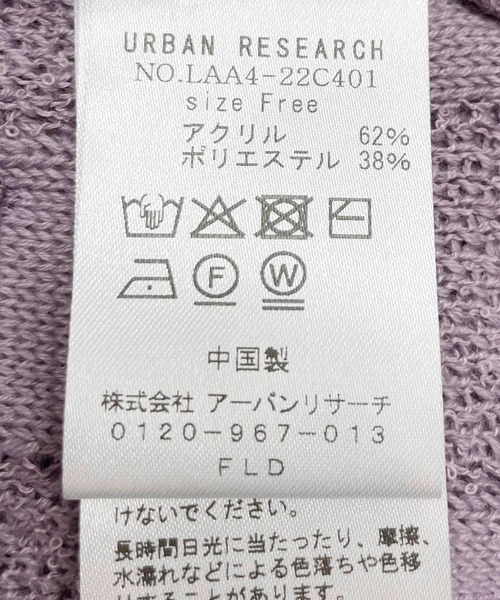 URBAN RESEARCH
NO.LAA4-22C401
size Free
アクリル 62%
ポリエステル 38%
F W
中国製
株式会社 アーバンリサーチ
0120-967-013
FLD
けないでください。
長時間日光に当たったり、摩擦、
水濡れなどによる色落ちや色移